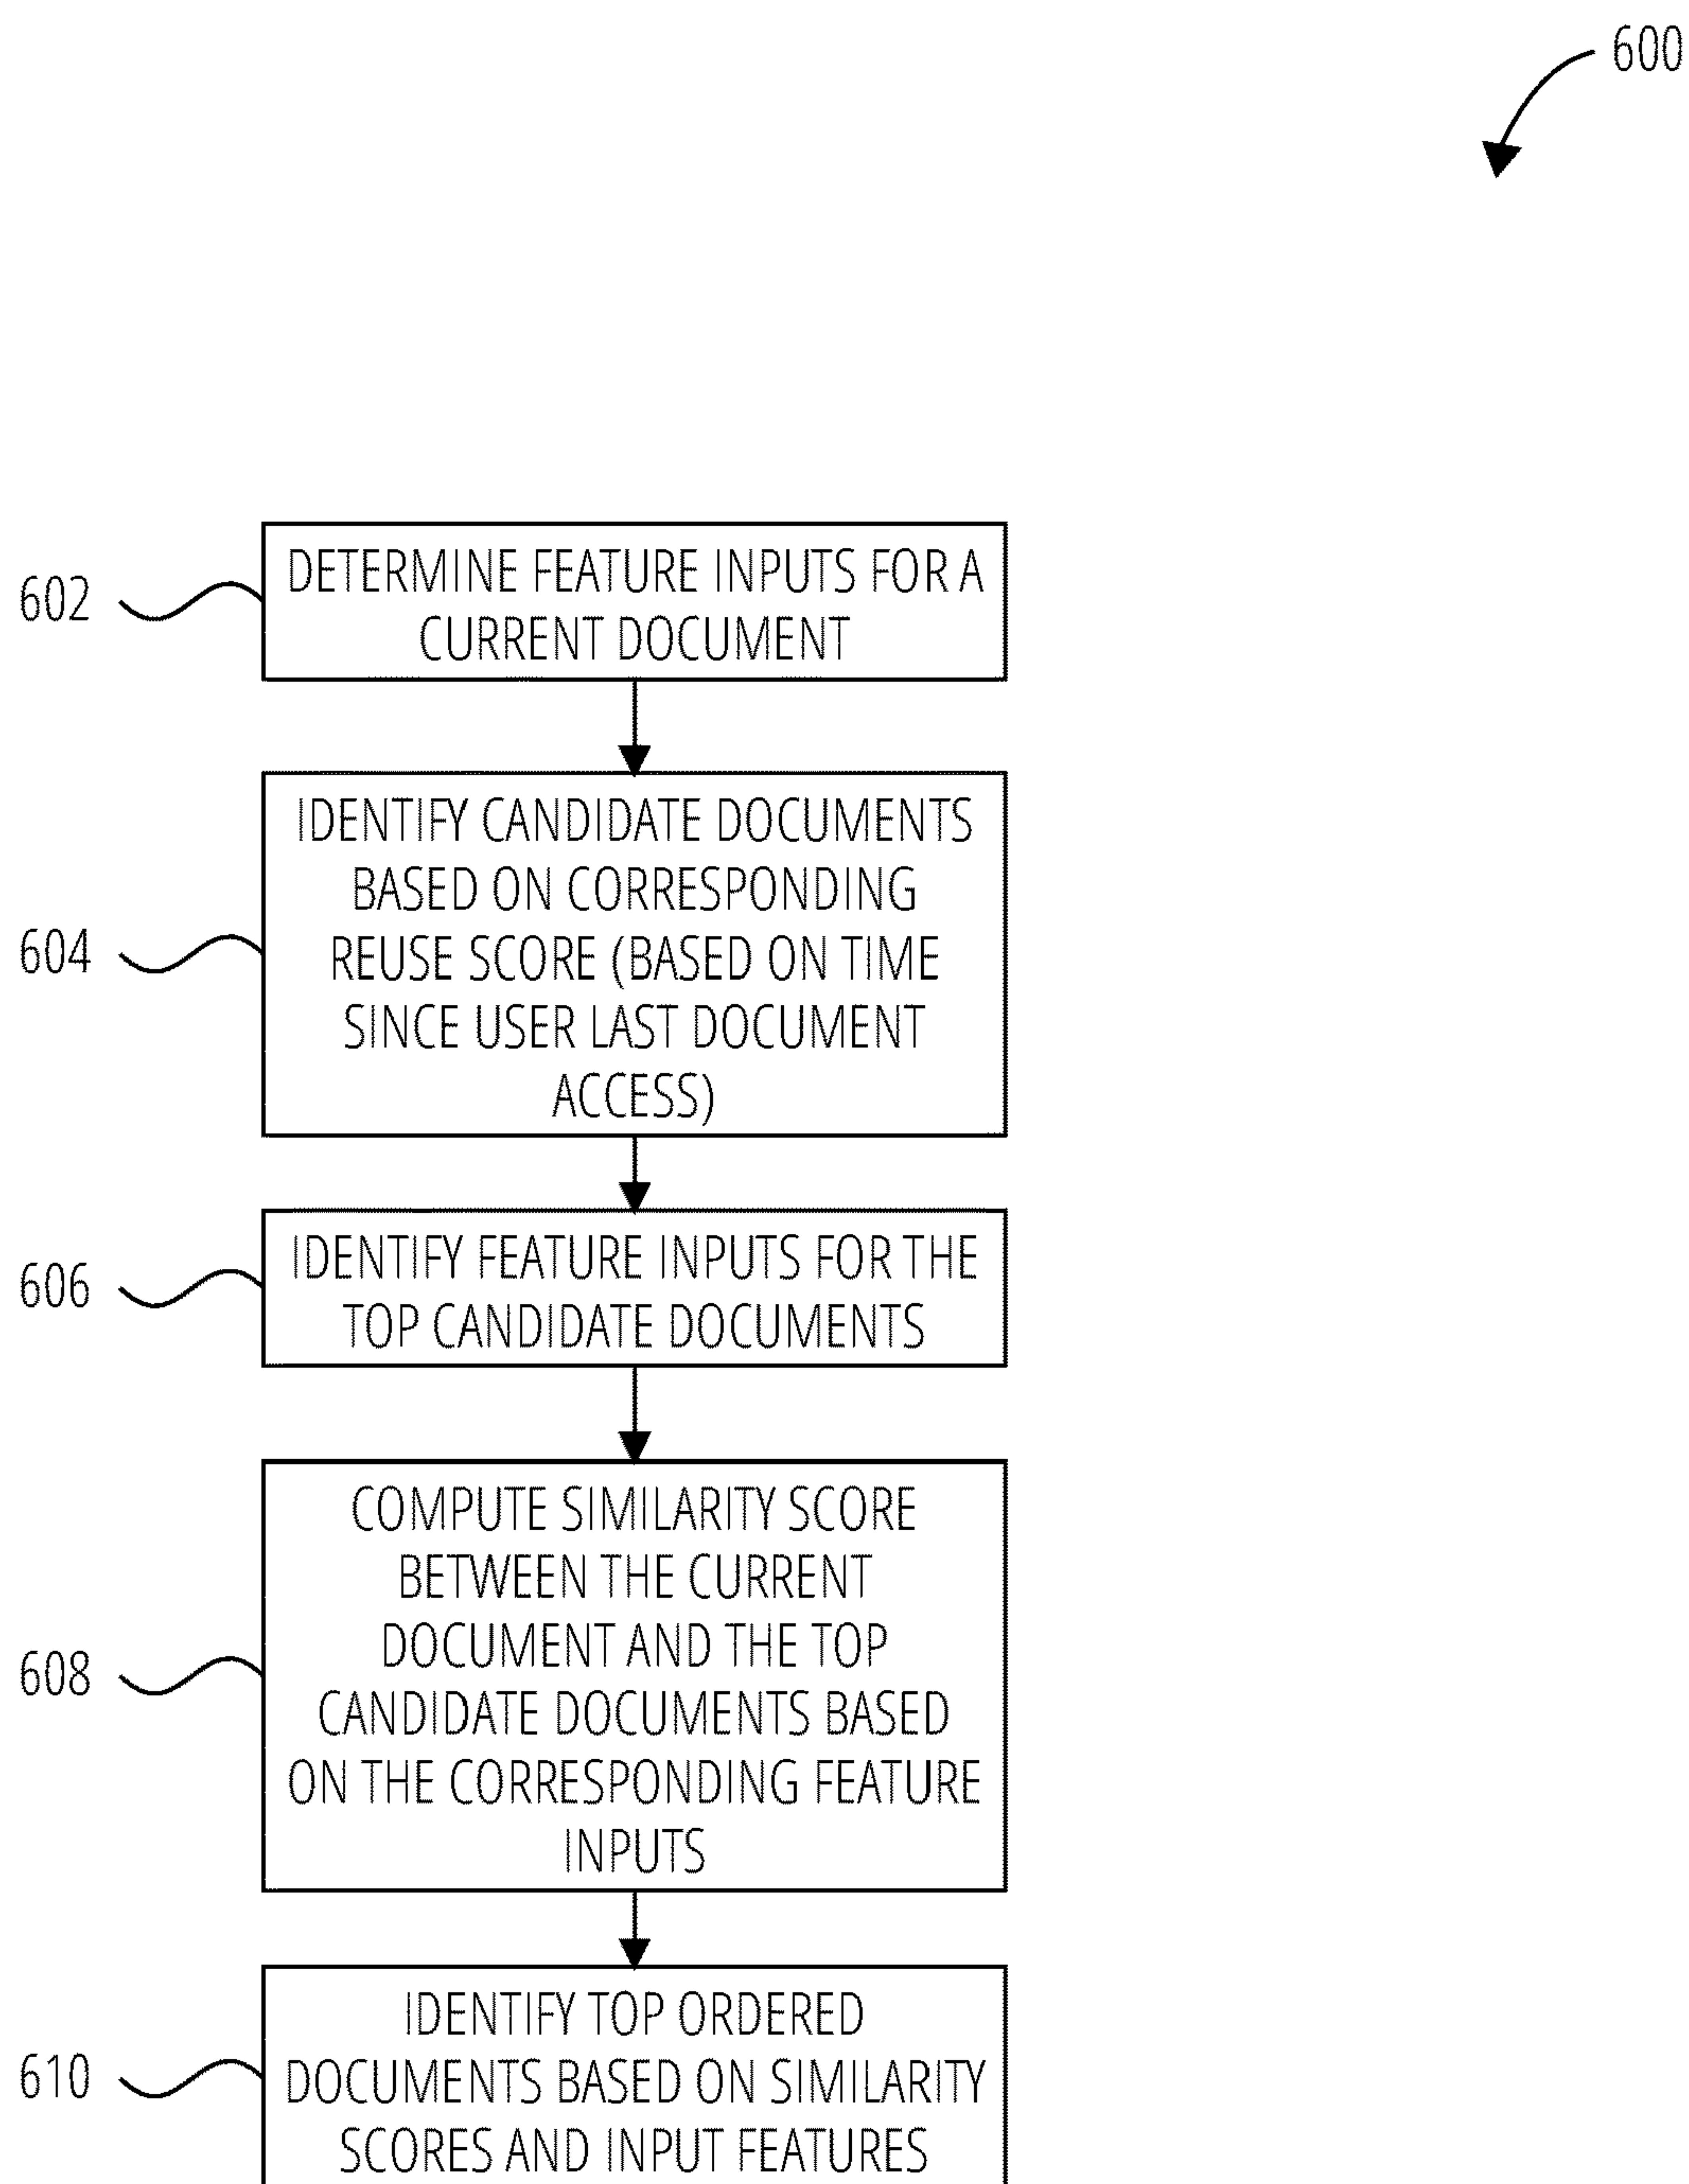 600
602
DETERMINE FEATURE INPUTS FOR A
CURRENT DOCUMENT
604
IDENTIFY CANDIDATE DOCUMENTS
BASED ON CORRESPONDING
REUSE SCORE (BASED ON TIME
SINCE USER LAST DOCUMENT
ACCESS)
606
IDENTIFY FEATURE INPUTS FOR THE
TOP CANDIDATE DOCUMENTS
608
COMPUTE SIMILARITY SCORE
BETWEEN THE CURRENT
DOCUMENT AND THE TOP
CANDIDATE DOCUMENTS BASED
ON THE CORRESPONDING FEATURE
INPUTS
610
IDENTIFY TOP ORDERED
DOCUMENTS BASED ON SIMILARITY
SCORES AND INPUT FEATURES